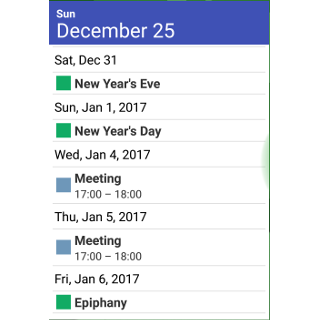 Sun
December 25
Sat, Dec 31
New Year's Eve
Sun, Jan 1, 2017
New Year's Day
Wed, Jan 4, 2017
Meeting
17:00 – 18:00
Thu, Jan 5, 2017
Meeting
17:00 – 18:00
Fri, Jan 6, 2017
Epiphany